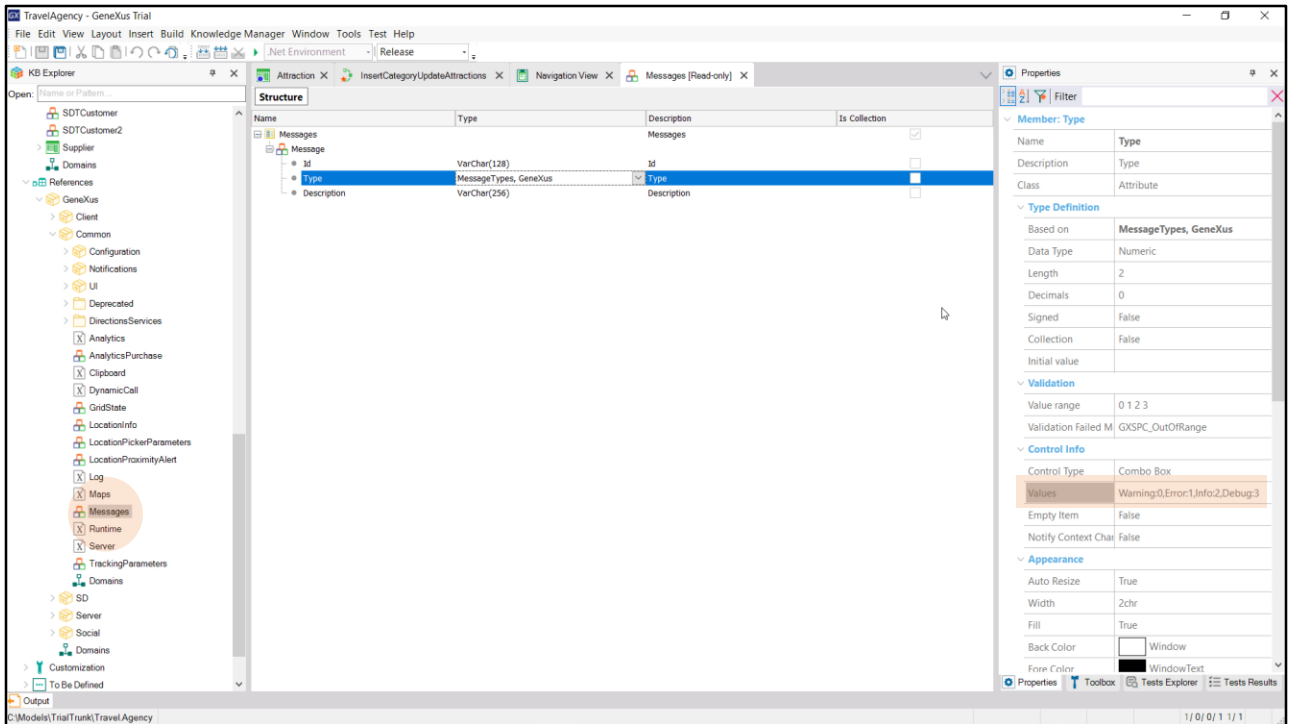 TravelAgency - GeneXus Trial
File Edit View Layout Insert Build Knowledge Manager Window Tools Test Help
.Net Environment Release
KB Explorer
Open: Name or Pattern...
SDTCustomer
SDTCustomer2
Supplier
Domains
References
GeneXus
Client
Common
Configuration
Notifications
UI
Deprecated
DirectionsServices
Analytics
AnalyticsPurchase
Clipboard
DynamicCall
GridState
LocationInfo
LocationPickerParameters
LocationProximityAlert
Log
Maps
Messages
Runtime
Server
TrackingParameters
Domains
SD
Server
Social
Domains
Customization
To Be Defined
Output
Attraction InsertCategoryUpdateAttractions Navigation View Messages [Read-only]
Structure
Name Type Description Is Collection
Messages Messages
Message
Id VarChar(128) Id
Type MessageTypes, GeneXus Type
Description VarChar(256) Description
Properties
Filter
Member: Type
Name Type
Description Type
Class Attribute
Type Definition
Based on MessageTypes, GeneXus
Data Type Numeric
Length 2
Decimals 0
Signed False
Collection False
Initial value
Validation
Value range 0 1 2 3
Validation Failed M GXSPC_OutOfRange
Control Info
Control Type Combo Box
Values Warning:0,Error:1,Info:2,Debug:3
Empty Item False
Notify Context Chan False
Appearance
Auto Resize True
Width 2chr
Fill True
Back Color Window
Fore Color WindowText
Properties Toolbox Tests Explorer Tests Results
C:\Models\TrialTrunk\Travel.Agency 1/0/0/1 1/1